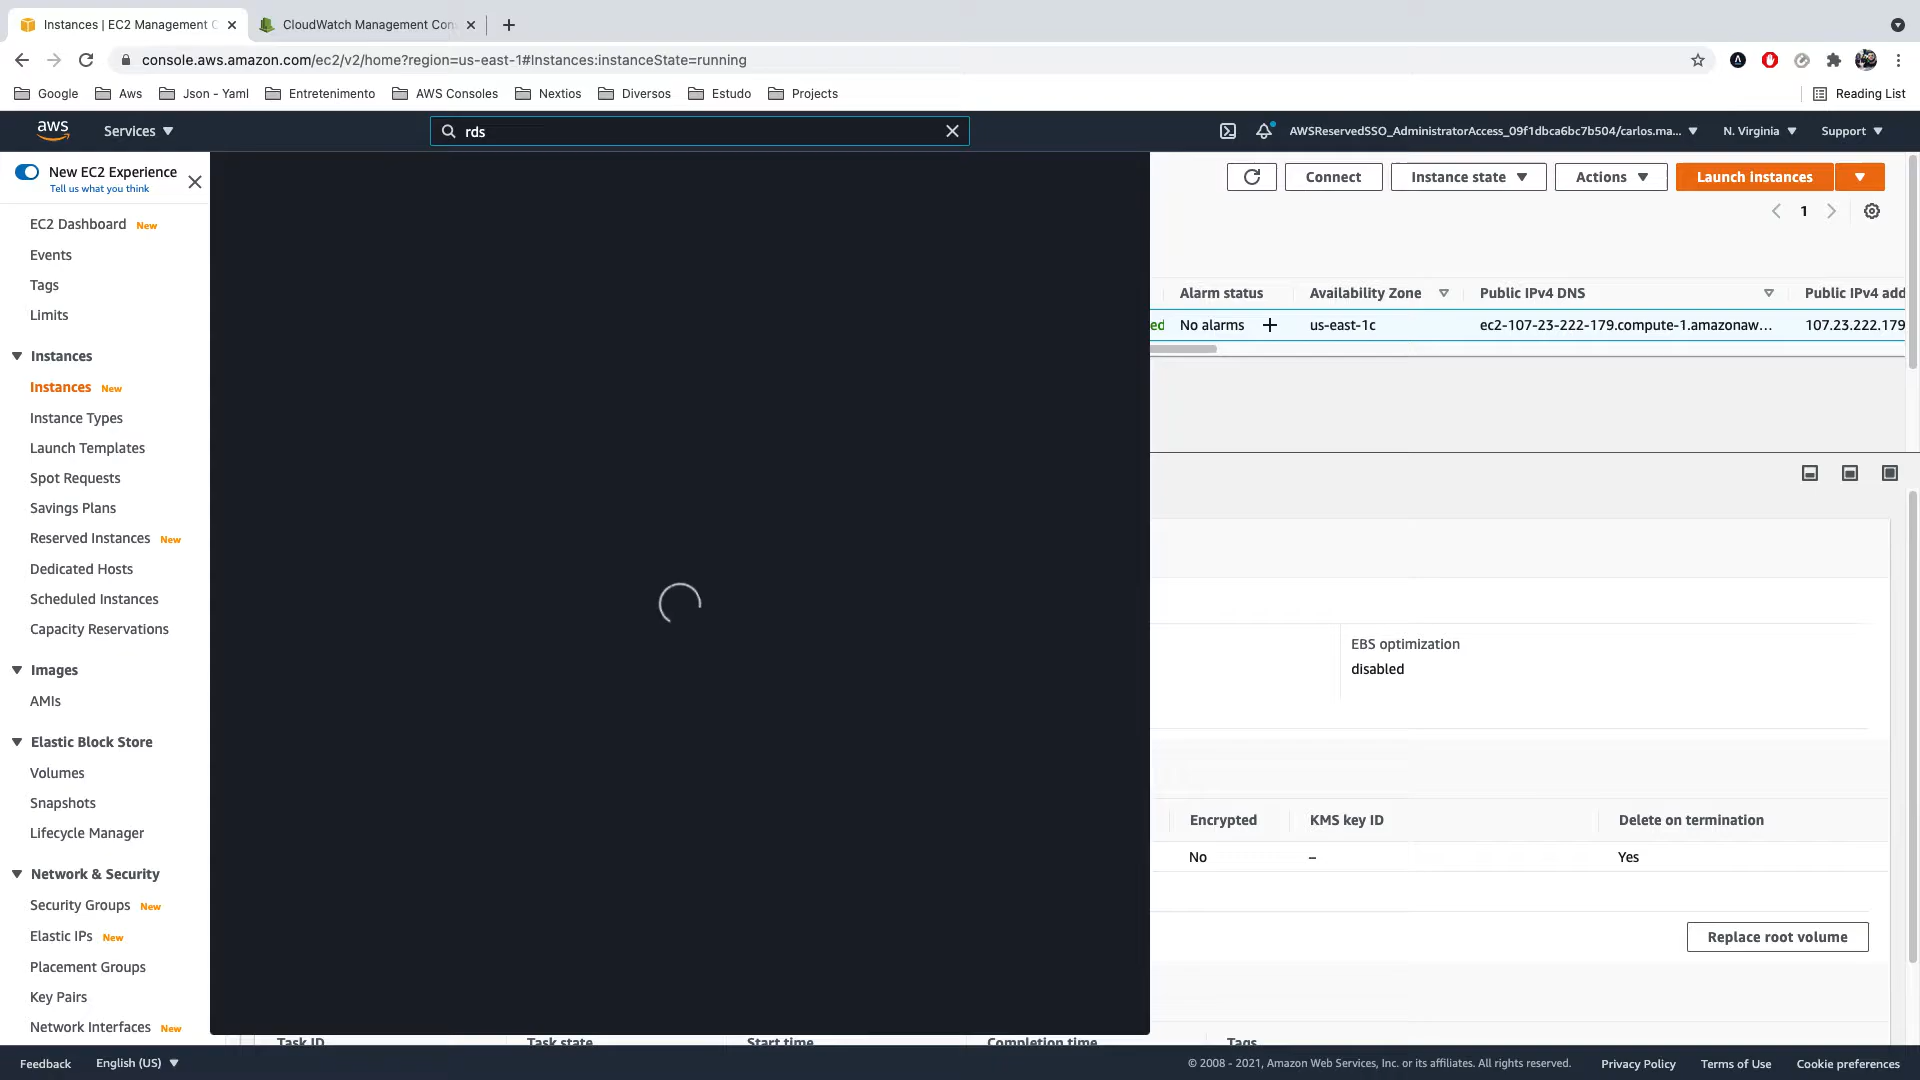 Instances | EC2 Management C
CloudWatch Management Con
console.aws.amazon.com/ec2/v2/home?region=us-east-1#Instances:instanceState=running
Google
Aws
Json - Yaml
Entretenimento
AWS Consoles
Nextios
Diversos
Estudo
Projects
Reading List
aws
Services
rds
AWSReservedSSO_AdministratorAccess_09f1dbca6bc7b504/carlos.ma...
N. Virginia
Support
New EC2 Experience
Tell us what you think
Connect
Instance state
Actions
Launch instances
1
EC2 Dashboard New
Events
Tags
Limits
Alarm status
Availability Zone
Public IPv4 DNS
Public IPv4 add
ed
No alarms
us-east-1c
ec2-107-23-222-179.compute-1.amazonaw...
107.23.222.179
Instances
Instances New
Instance Types
Launch Templates
Spot Requests
Savings Plans
Reserved Instances New
Dedicated Hosts
Scheduled Instances
Capacity Reservations
EBS optimization
disabled
Images
AMIs
Elastic Block Store
Volumes
Snapshots
Lifecycle Manager
Encrypted
KMS key ID
Delete on termination
No
–
Yes
Network & Security
Security Groups New
Elastic IPs New
Placement Groups
Key Pairs
Network Interfaces New
Replace root volume
Task ID
Task state
Start time
Completion time
Tags
Feedback
English (US)
© 2008 - 2021, Amazon Web Services, Inc. or its affiliates. All rights reserved.
Privacy Policy
Terms of Use
Cookie preferences